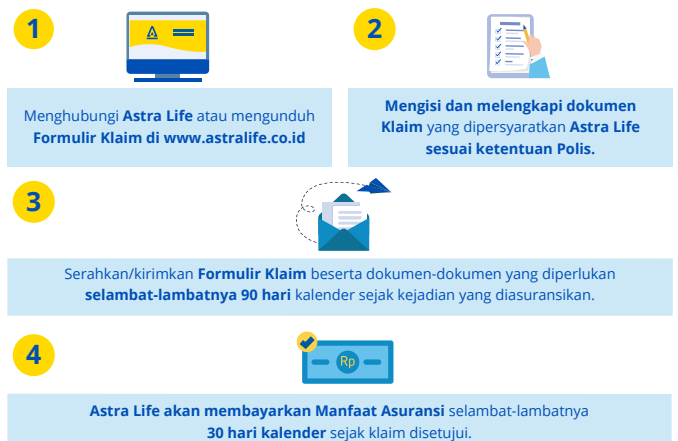 1
2
Menghubungi Astra Life atau mengunduh
Formulir Klaim di www.astralife.co.id
Mengisi dan melengkapi dokumen
Klaim yang dipersyaratkan Astra Life
sesuai ketentuan Polis.
3
Serahkan/kirimkan Formulir Klaim beserta dokumen-dokumen yang diperlukan
selambat-lambatnya 90 hari kalender sejak kejadian yang diasuransikan.
4
Rp
Astra Life akan membayarkan Manfaat Asuransi selambat-lambatnya
30 hari kalender sejak klaim disetujui.